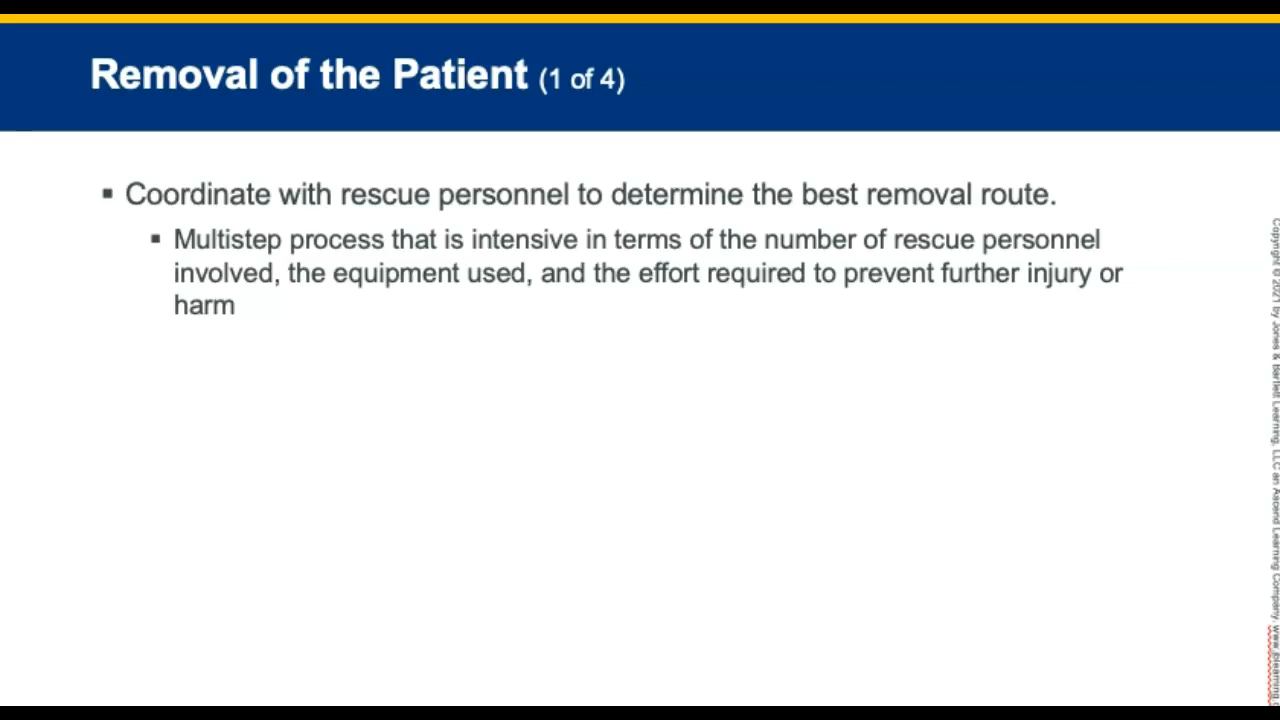 Removal of the Patient (1 of 4)
▪ Coordinate with rescue personnel to determine the best removal route.
▪ Multistep process that is intensive in terms of the number of rescue personnel
involved, the equipment used, and the effort required to prevent further injury or
harm
Copyright © 2021 by Jones & Bartlett Learning, LLC an Ascend Learning Company. www.jblearning.